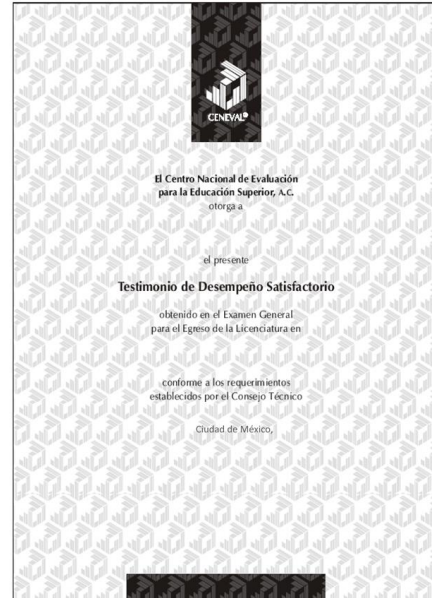 CENEVAL®
El Centro Nacional de Evaluación
para la Educación Superior, A.C.
otorga a
el presente
Testimonio de Desempeño Satisfactorio
obtenido en el Examen General
para el Egreso de la Licenciatura en
conforme a los requerimientos
establecidos por el Consejo Técnico
Ciudad de México,